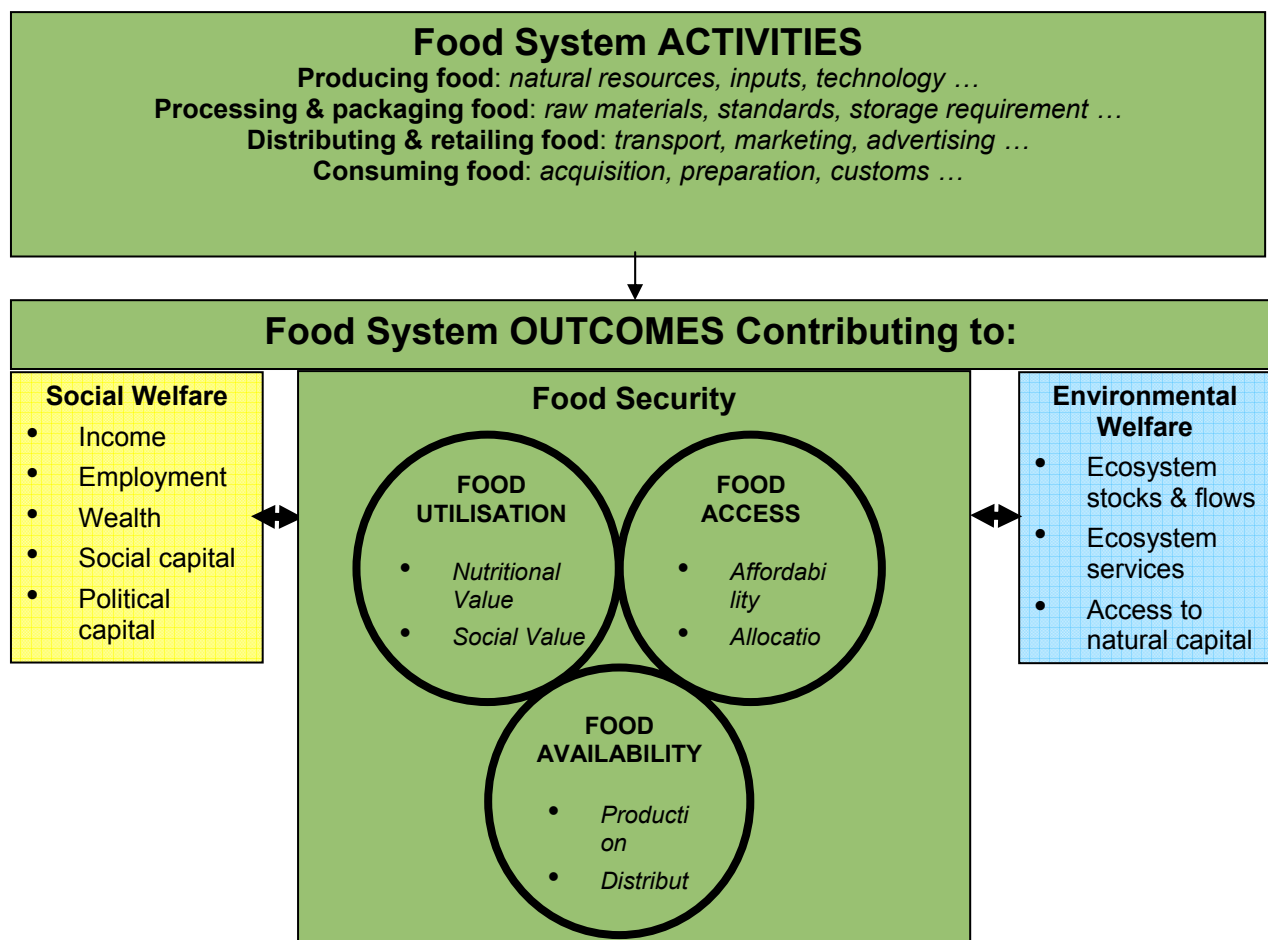 Food System ACTIVITIES
Producing food: natural resources, inputs, technology …
Processing & packaging food: raw materials, standards, storage requirement …
Distributing & retailing food: transport, marketing, advertising …
Consuming food: acquisition, preparation, customs …
Food System OUTCOMES Contributing to:
Social Welfare
• Income
• Employment
• Wealth
• Social capital
• Political
capital
Food Security
FOOD
UTILISATION
• Nutritional
Value
• Social Value
FOOD
ACCESS
• Affordabi
lity
• Allocatio
FOOD
AVAILABILITY
• Producti
on
• Distribut
Environmental
Welfare
• Ecosystem
stocks & flows
• Ecosystem
services
• Access to
natural capital